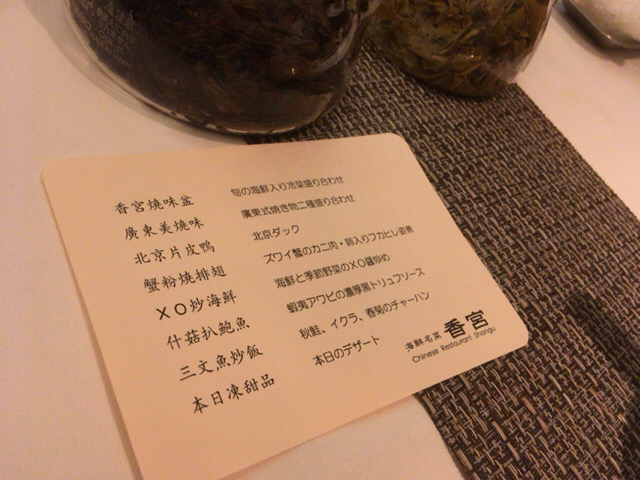 香宮燒味盆 旬の海鮮入り冷菜盛り合わせ
廣東美燒味 廣東式焼き物二種盛り合わせ
北京片皮鴨 北京ダック
蟹粉燒排翅 ズワイ蟹のカニ肉・卵入りフカヒレ姿煮
XO炒海鮮 海鮮と季節野菜のXO醤炒め
什菇扒鮑魚 蝦夷アワビの濃厚黒トリュフソース
三文魚炒飯 秋鮭、イクラ、春菊のチャーハン
本日凍甜品 本日のデザート
海鮮名菜 香宮
Chinese Restaurant Shangu